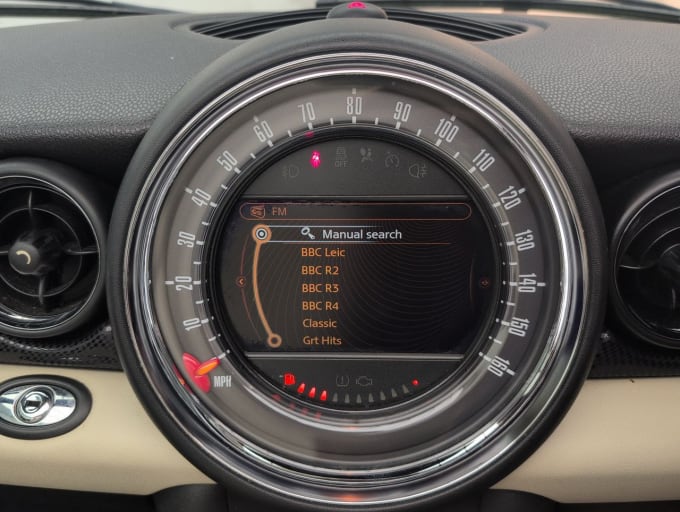 80
70
90
60
100
50
110
OFF
40
120
FM
Manual search
30
130
BBC Leic
BBC R2
20
140
BBC R3
BBC R4
10
150
Classic
Grt Hits
160
MPH